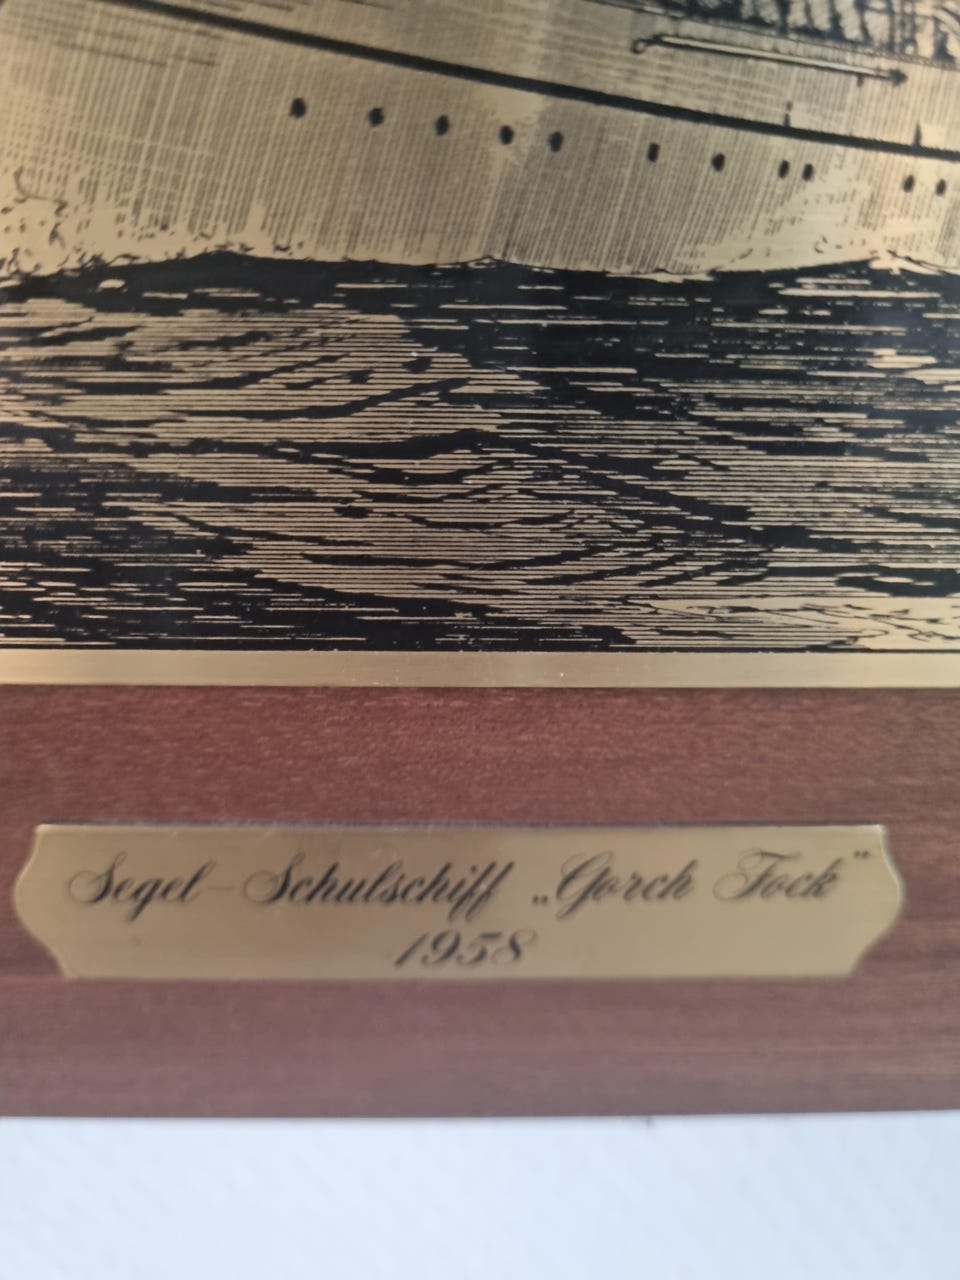 Segel-Schulschiff „Gorch Fock"
1958